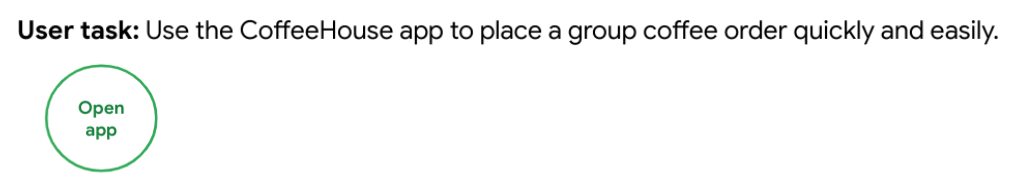 User task: Use the CoffeeHouse app to place a group coffee order quickly and easily.
Open
app